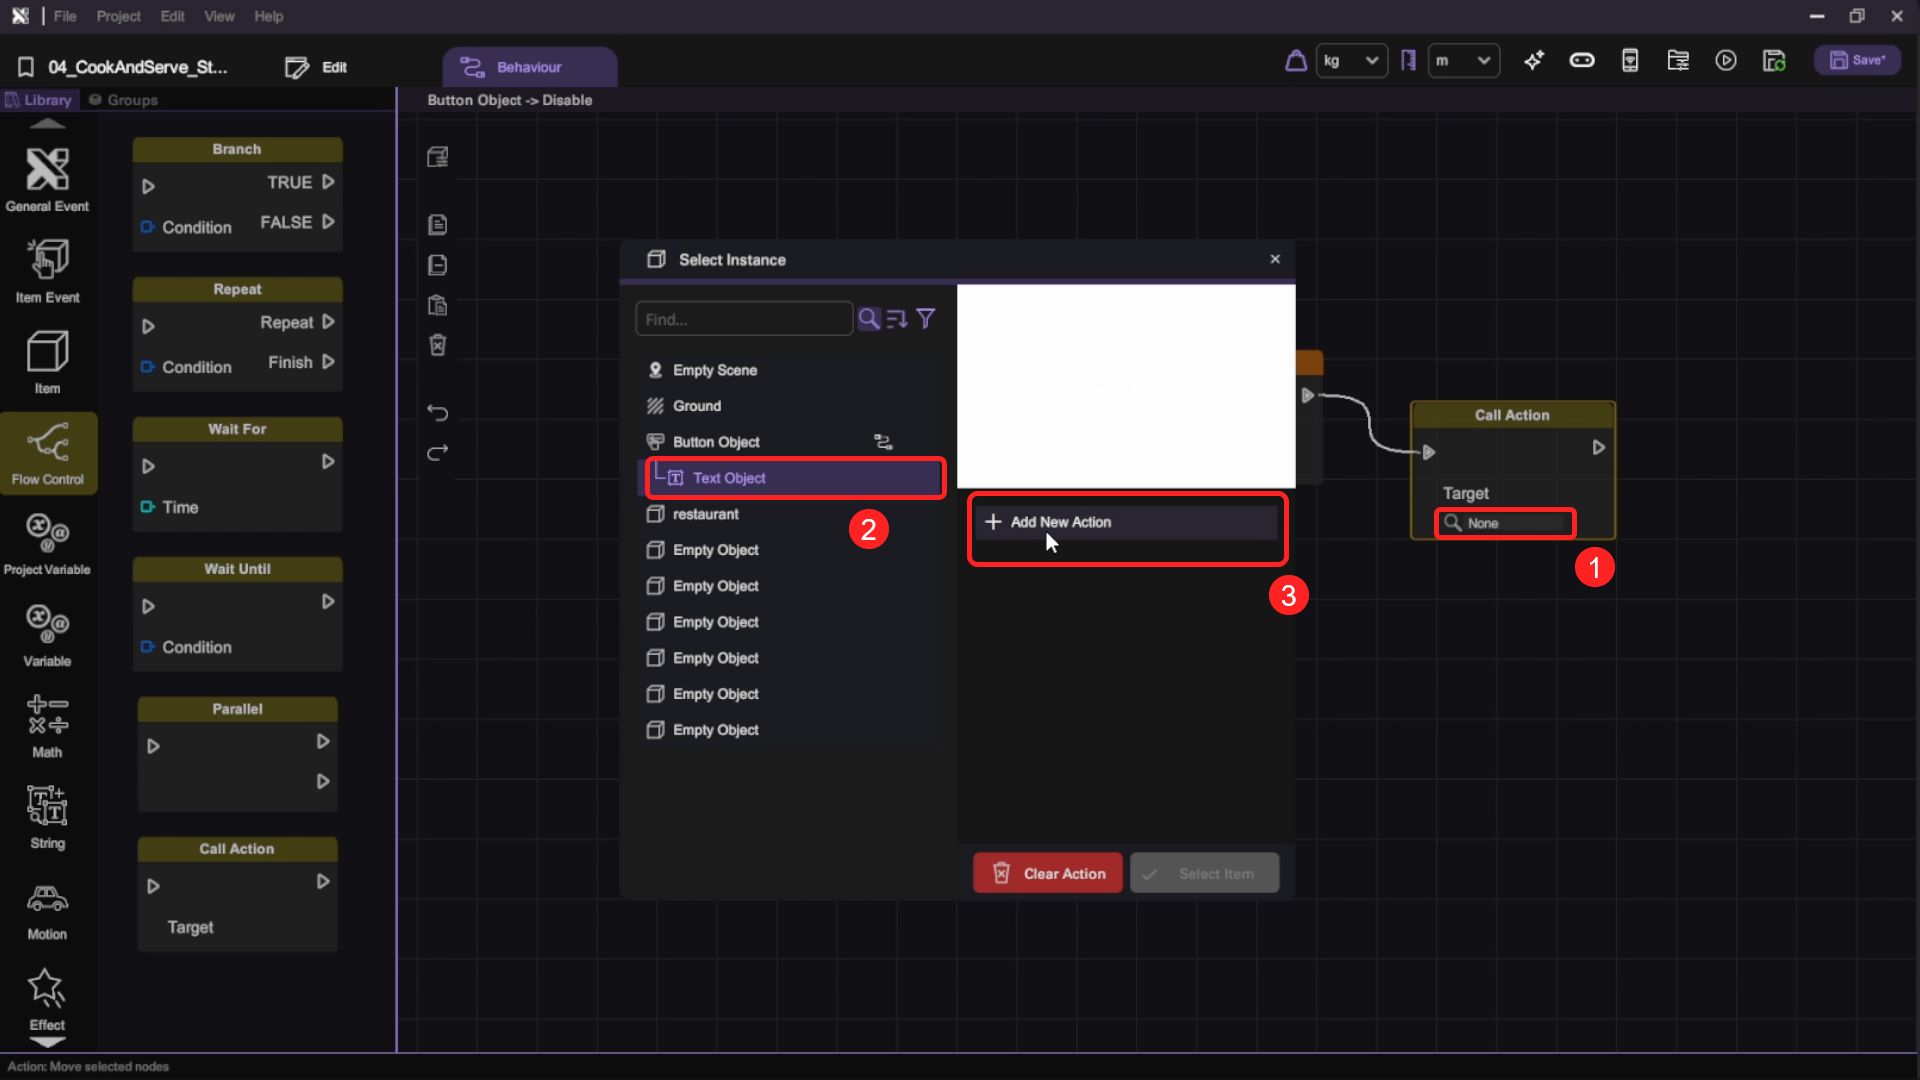 File Project Edit View Help
04_CookAndServe_St... Edit Behaviour kg m Save*
Library Groups
Button Object -> Disable
General Event
Item Event
Item
Flow Control
Project Variable
Variable
Math
String
Motion
Effect
Branch
TRUE
Condition FALSE
Repeat
Repeat
Condition Finish
Wait For
Time
Wait Until
Condition
Parallel
Call Action
Target
Select Instance
Find...
Empty Scene
Ground
Button Object
Text Object
restaurant
Empty Object
Empty Object
Empty Object
Empty Object
Empty Object
Empty Object
2
Add New Action
3
Clear Action Select Item
Call Action
Target
None
1
Action: Move selected nodes